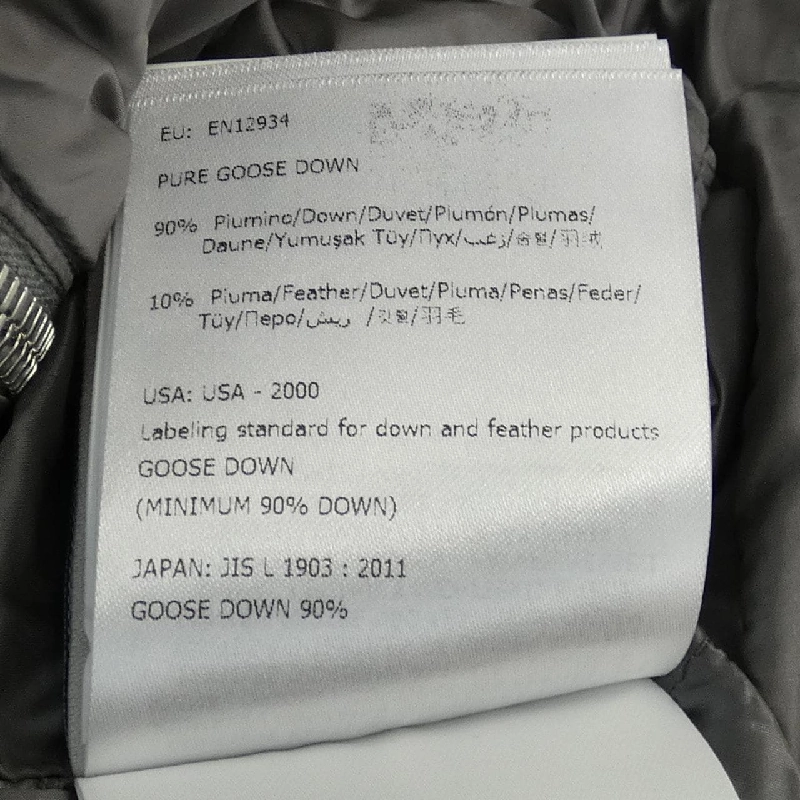 EU: EN12934
PURE GOOSE DOWN
90% Piumino/Down/Duvet/Plumón/Plumas/
Daune/Yumuşak Tüy/Пух/زغب/솜털/羽绒
10% Piuma/Feather/Duvet/Pluma/Penas/Feder/
Tüy/Перо/ريش /깃털/羽毛
USA: USA - 2000
Labeling standard for down and feather products
GOOSE DOWN
(MINIMUM 90% DOWN)
JAPAN: JIS L 1903 : 2011
GOOSE DOWN 90%